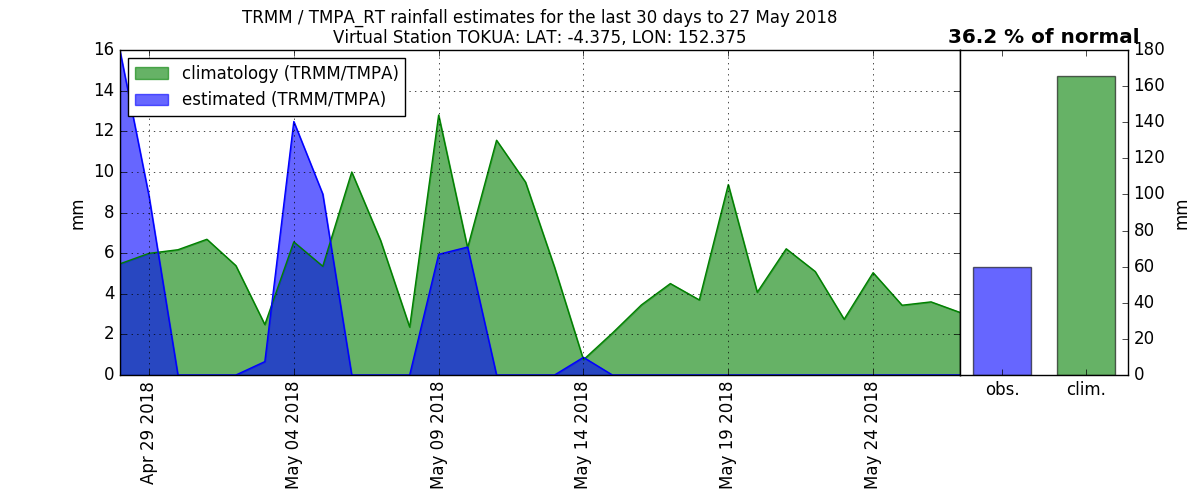 TRMM / TMPA_RT rainfall estimates for the last 30 days to 27 May 2018
Virtual Station TOKUA: LAT: -4.375, LON: 152.375
36.2 % of normal
climatology (TRMM/TMPA)
estimated (TRMM/TMPA)
mm
16
14
12
10
8
6
4
2
0
Apr 29 2018
May 04 2018
May 09 2018
May 14 2018
May 19 2018
May 24 2018
180
160
140
120
100
80
60
40
20
0
mm
obs.
clim.